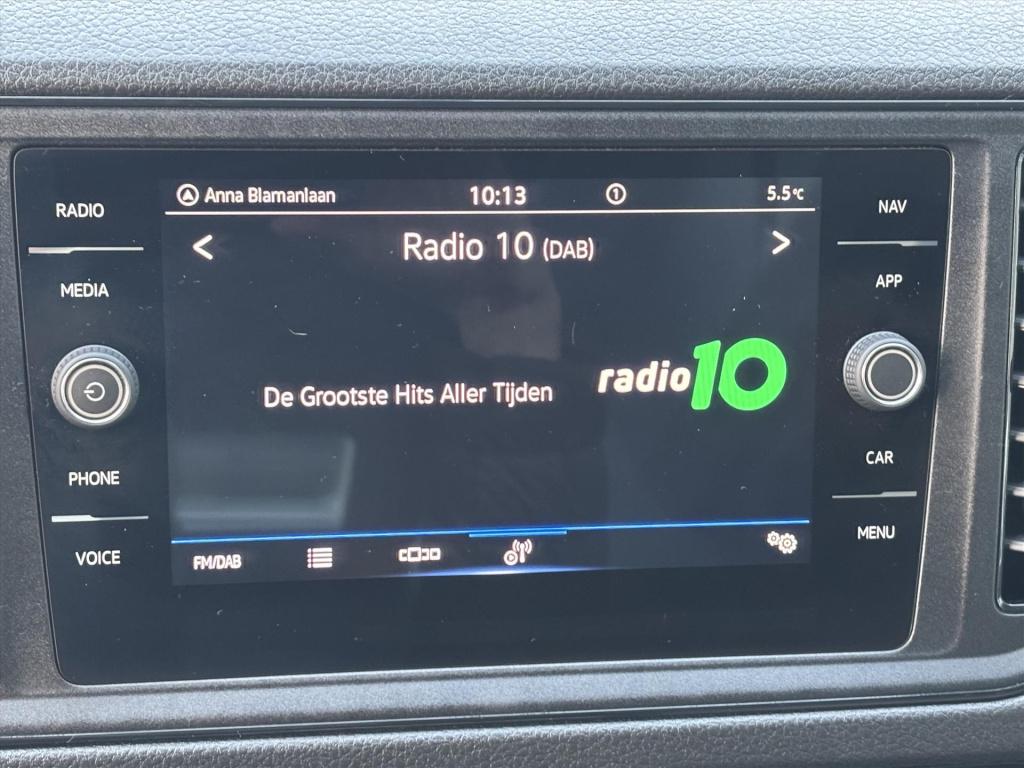 RADIO
MEDIA
PHONE
VOICE
Anna Blamanlaan 10:13 1 5.5°C
< Radio 10 (DAB) >
De Grootste Hits Aller Tijden
radio10
FM/DAB
NAV
APP
CAR
MENU